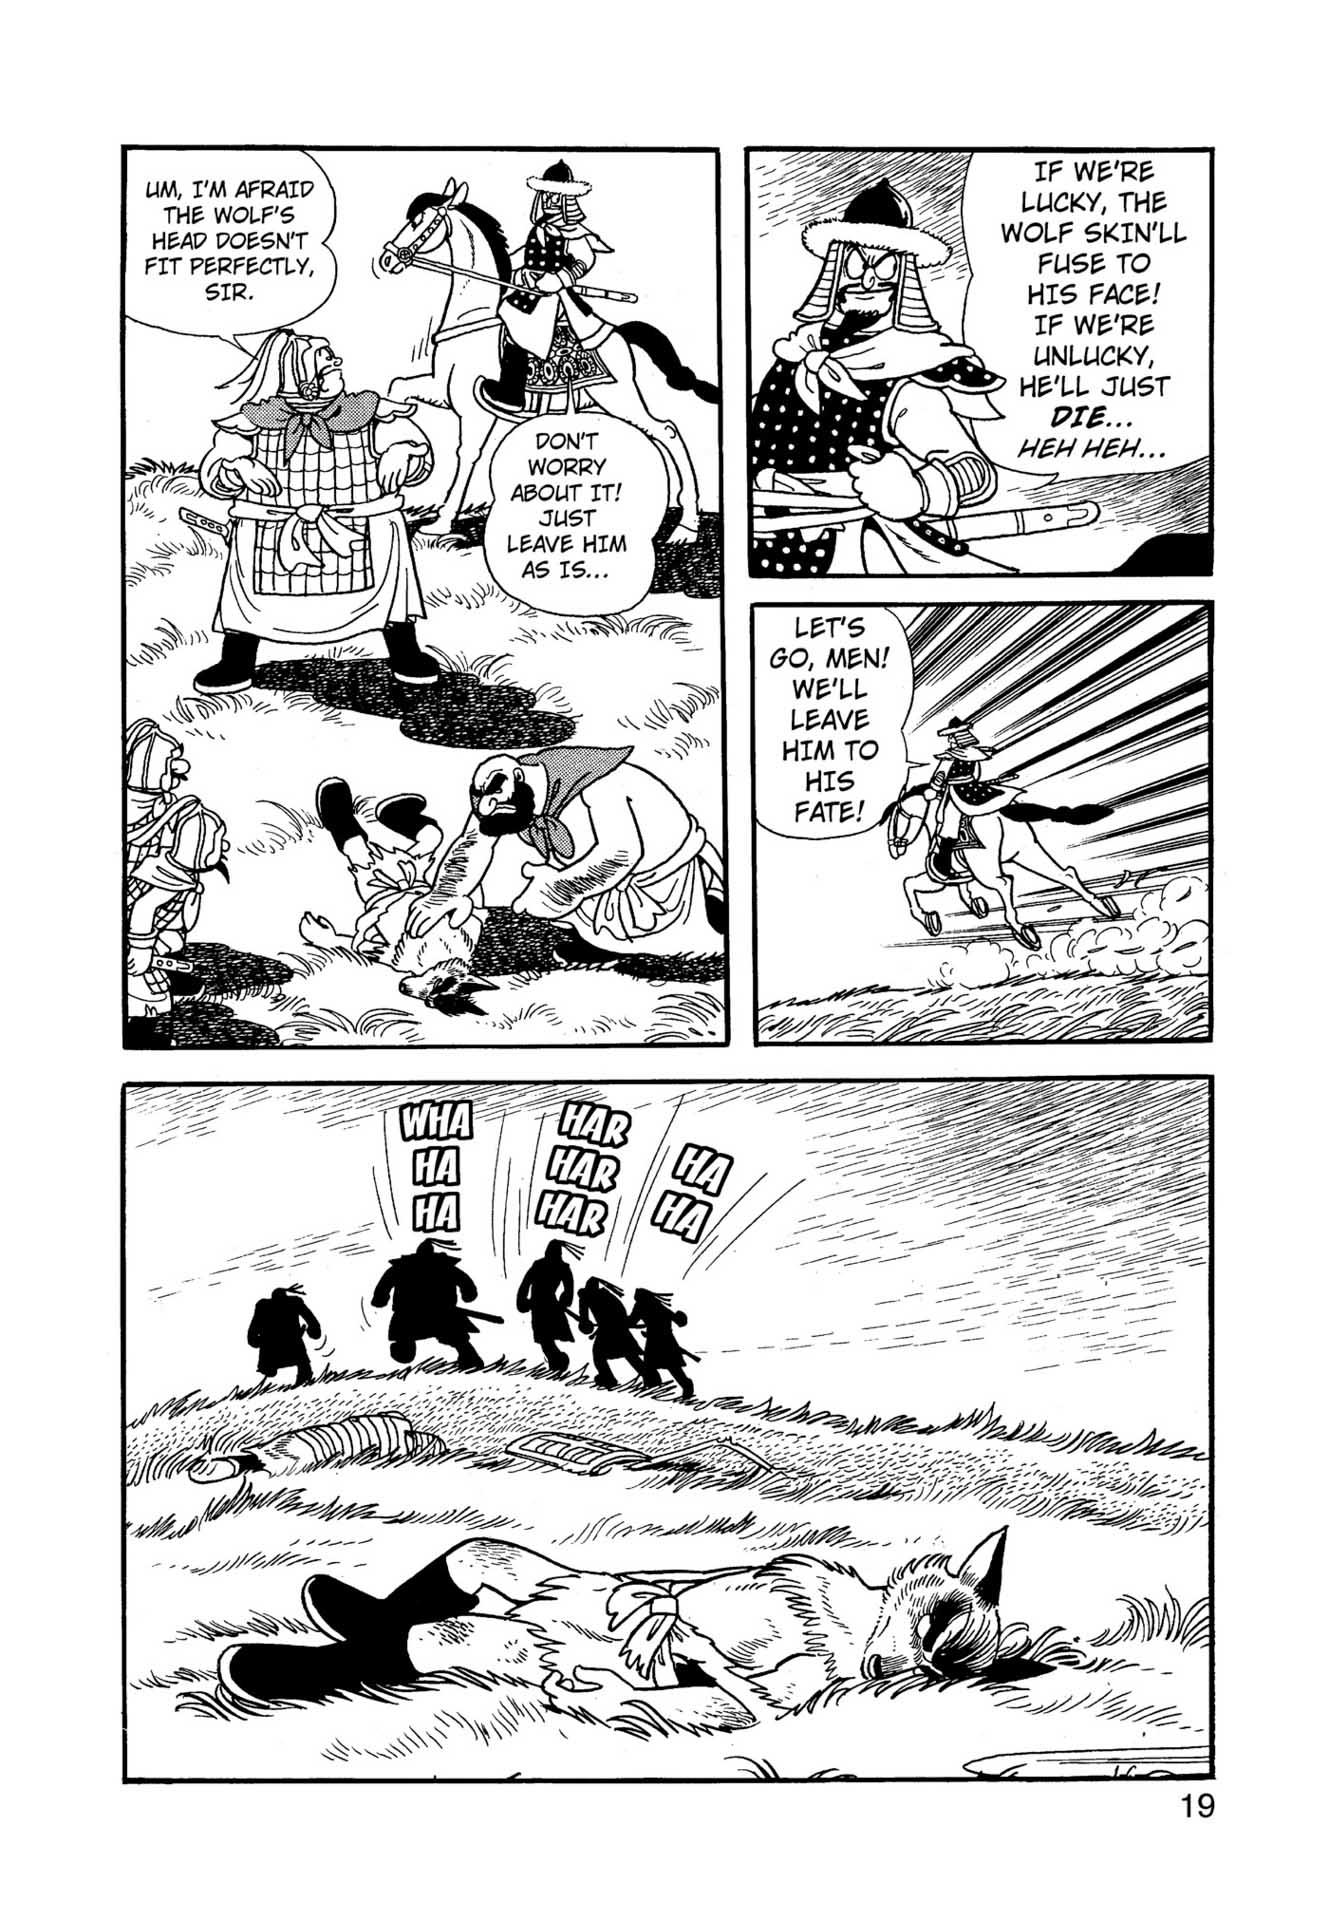 UM, I'M AFRAID
THE WOLF'S
HEAD DOESN'T
FIT PERFECTLY,
SIR.
DON'T
WORRY
ABOUT IT!
JUST
LEAVE HIM
AS IS...
IF WE'RE
LUCKY, THE
WOLF SKIN'LL
FUSE TO
HIS FACE!
IF WE'RE
UNLUCKY,
HE'LL JUST
DIE...
HEH HEH...
LET'S
GO, MEN!
WE'LL
LEAVE
HIM TO
HIS
FATE!
WHA
HA
HA
HAR
HAR
HAR
HA
HA
19